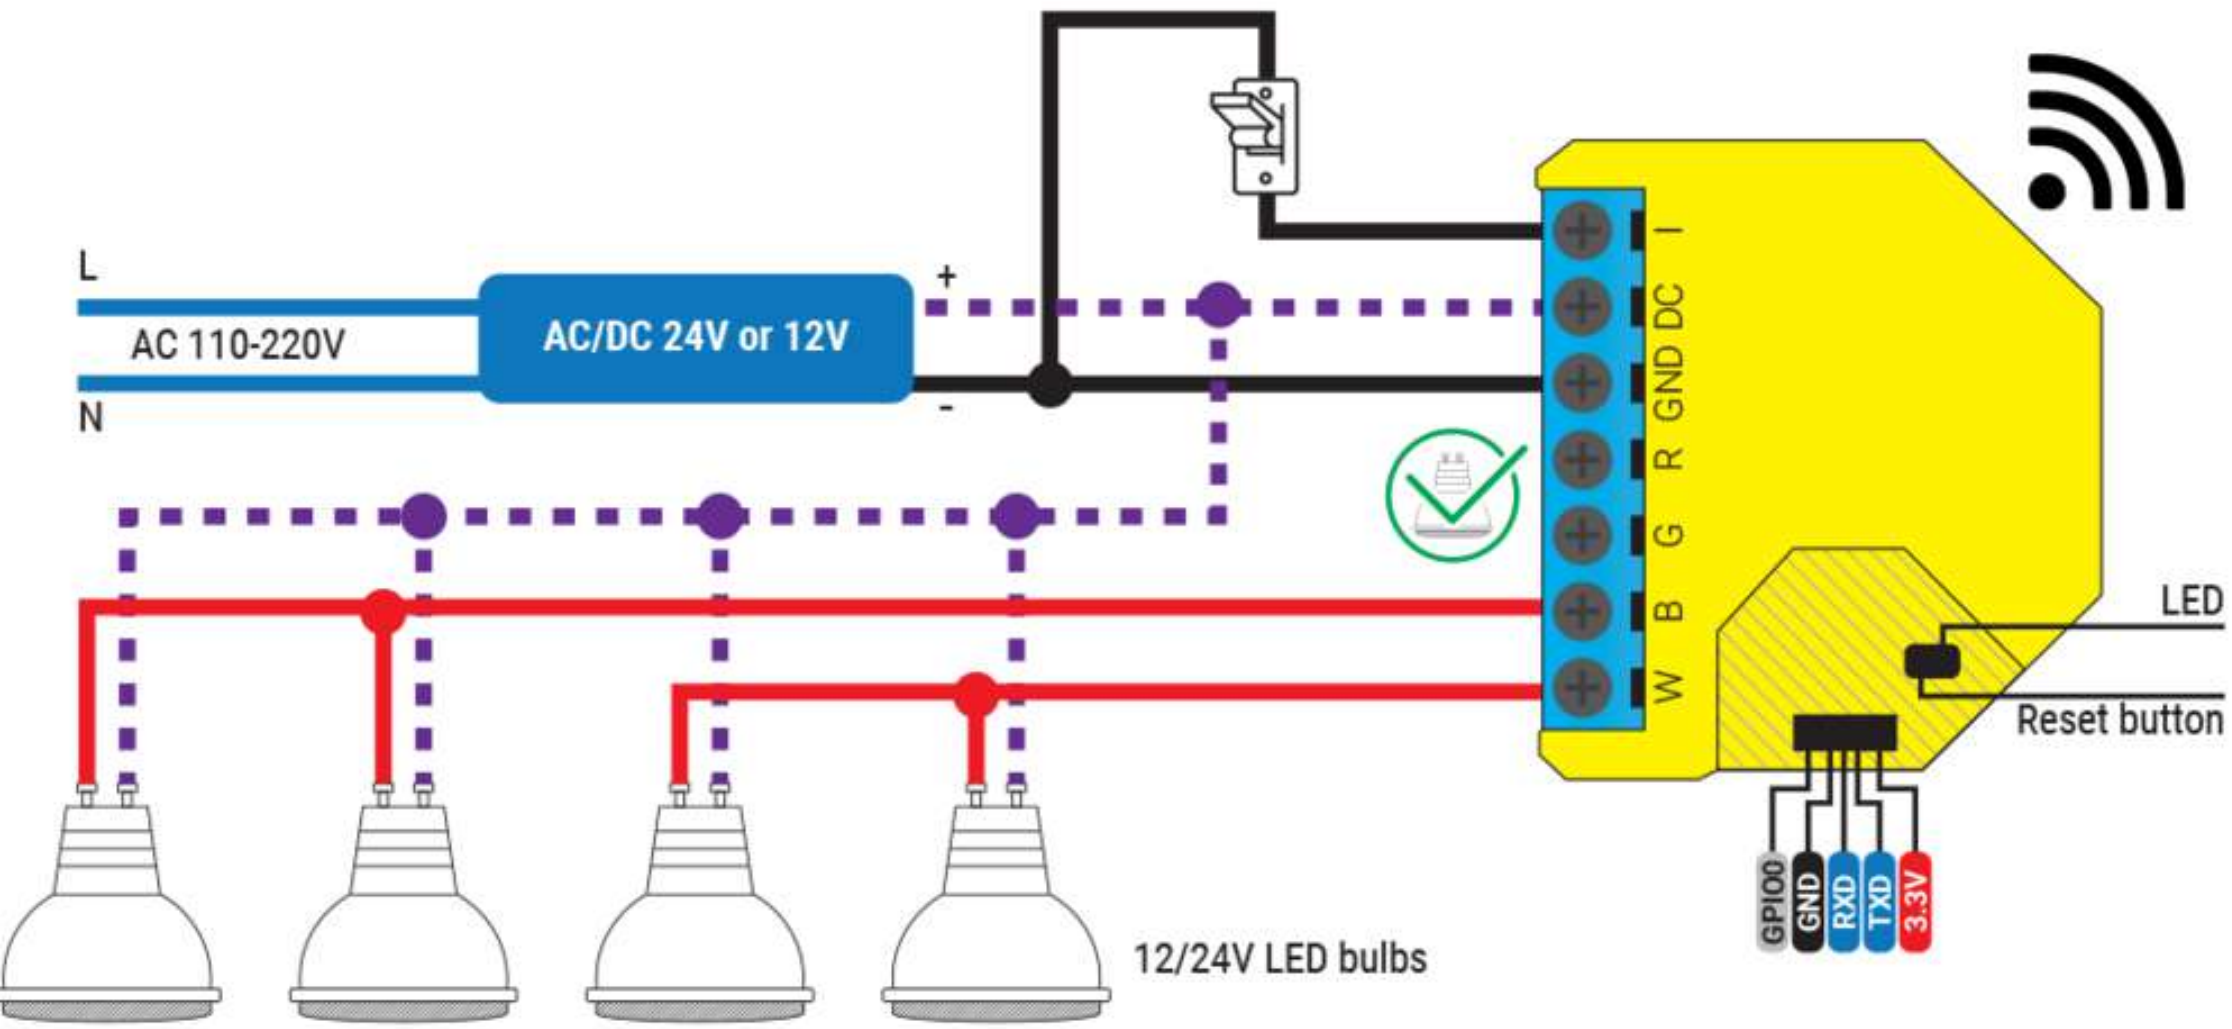 L
+
AC 110-220V
AC/DC 24V or 12V
N
-
I
DC
GND
R
G
B
W
LED
Reset button
GPIO0
GND
RXD
TXD
3.3V
12/24V LED bulbs